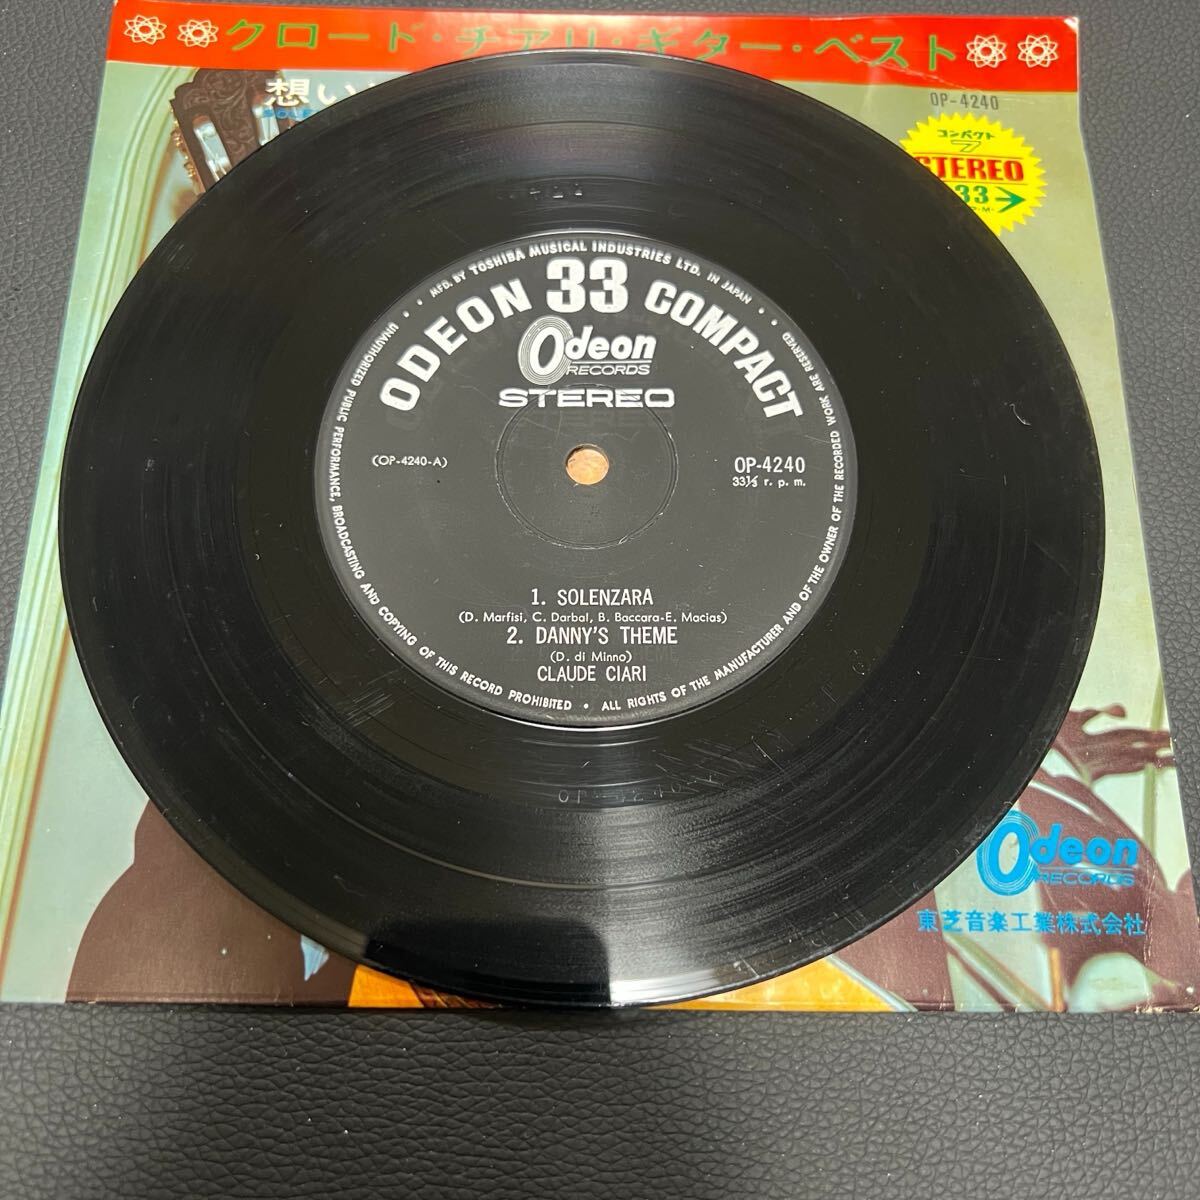 クロード・チアリ・ギター・ベスト
想い
OP-4240
コンパクト
7
STEREO
33
ODEON 33 COMPACT
MFD. BY TOSHIBA MUSICAL INDUSTRIES LTD. IN JAPAN
Odeon
RECORDS
STEREO
(OP-4240-A)
OP-4240
33⅓ r. p. m.
1. SOLENZARA
(D. Marfisi, C. Darbal, B. Baccara-E. Macias)
2. DANNY'S THEME
(D. di Minno)
CLAUDE CIARI
UNAUTHORIZED PUBLIC PERFORMANCE, BROADCASTING AND COPYING OF THIS RECORD PROHIBITED • ALL RIGHTS OF THE MANUFACTURER AND OF THE OWNER OF THE RECORDED WORK ARE RESERVED
OP-4240
Odeon
RECORDS
東芝音楽工業株式会社